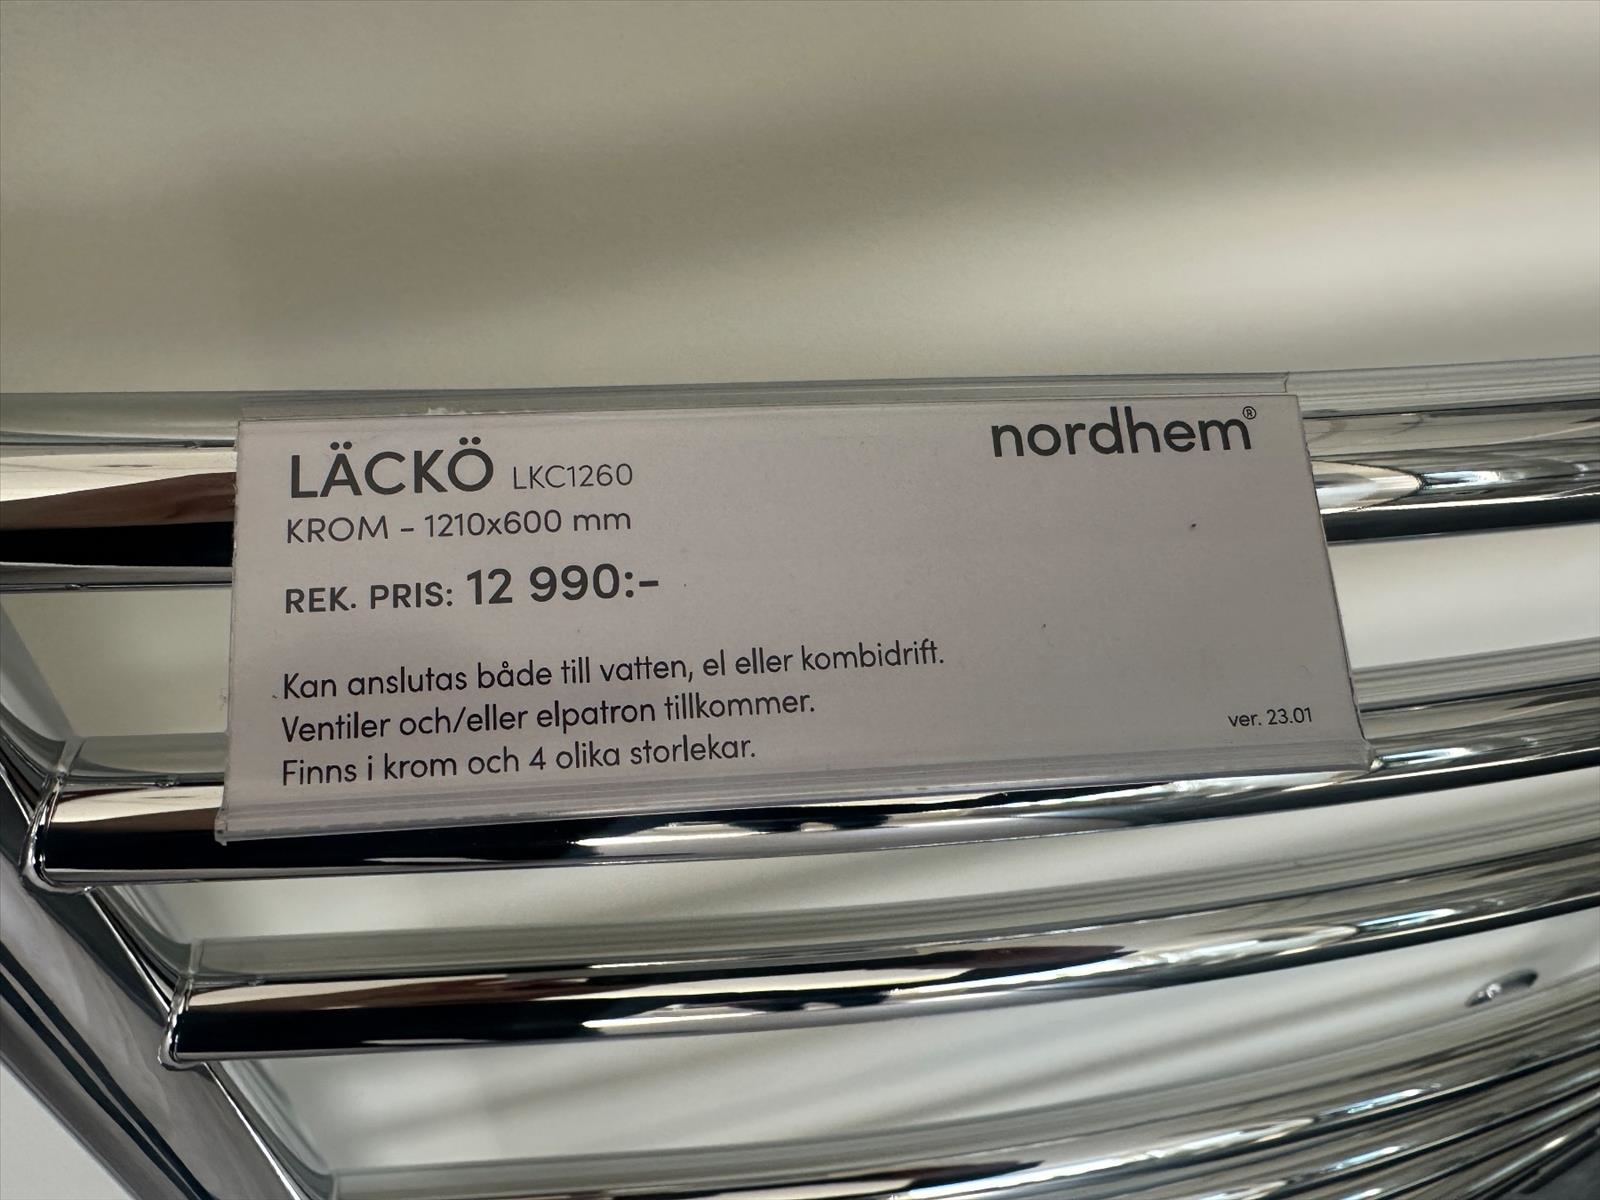 nordhem®
LÄCKÖ LKC1260
KROM - 1210x600 mm
REK. PRIS: 12 990:-
Kan anslutas både till vatten, el eller kombidrift.
Ventiler och/eller elpatron tillkommer.
Finns i krom och 4 olika storlekar.
ver. 23.01